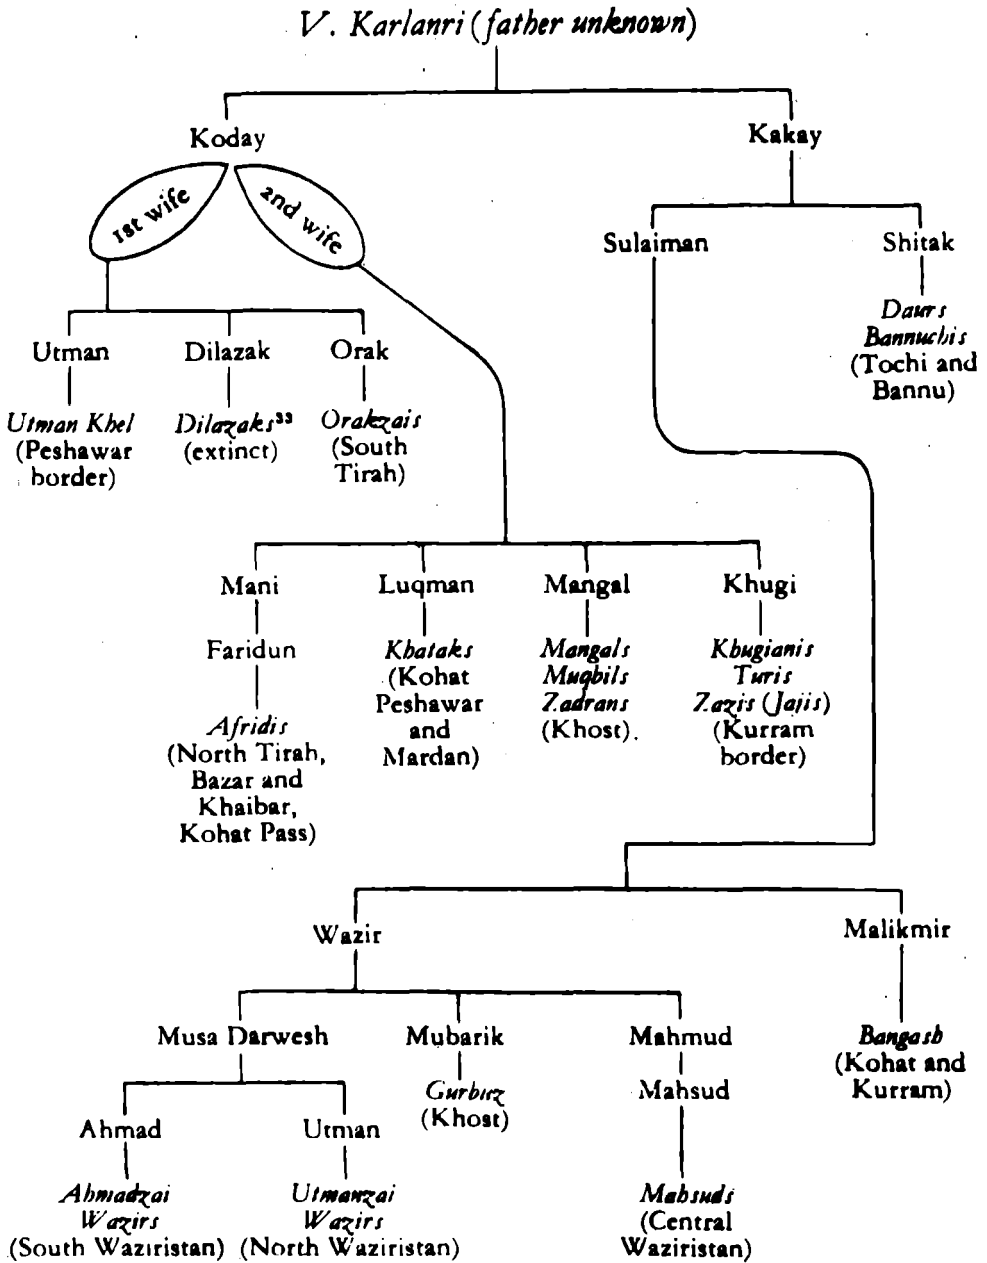 V. Karlanri (father unknown)
Koday
Kakay
1st wife
2nd wife
Sulaiman
Shitak
Daurs
Bannuchis
(Tochi and
Bannu)
Utman
Dilazak
Orak
Utman Khel
(Peshawar
border)
Dilazaks³³
(extinct)
Orakzais
(South
Tirah)
Mani
Luqman
Mangal
Khugi
Faridun
Afridis
(North Tirah,
Bazar and
Khaibar,
Kohat Pass)
Khataks
(Kohat
Peshawar
and
Mardan)
Mangals
Muqbils
Zadrans
(Khost).
Khugianis
Turis
Zazis (Jajis)
(Kurram
border)
Wazir
Malikmir
Musa Darwesh
Mubarik
Mahmud
Bangash
(Kohat and
Kurram)
Gurbuz
(Khost)
Mahsud
Ahmad
Utman
Ahmadzai
Wazirs
(South Waziristan)
Utmanzai
Wazirs
(North Waziristan)
Mahsuds
(Central
Waziristan)